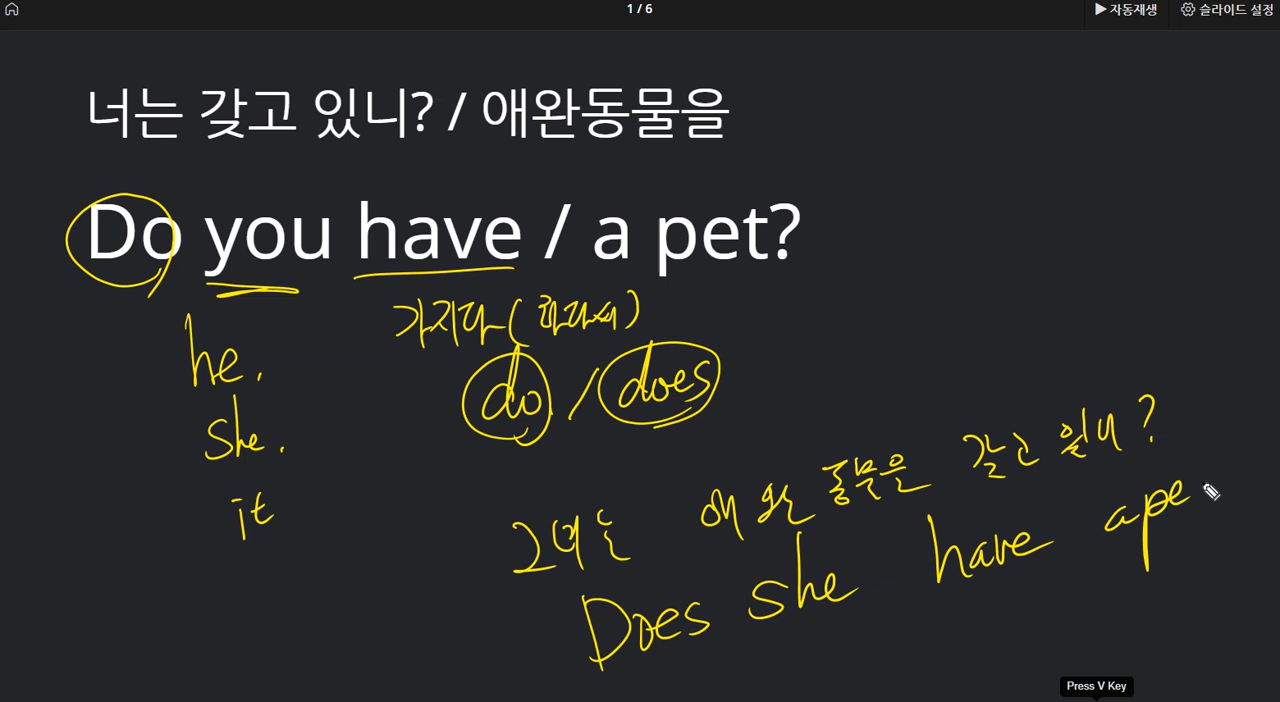 1 / 6
▶ 자동재생
슬라이드 설정
너는 갖고 있니? / 애완동물을
Do you have / a pet?
가지다 (
he.
do / does
she.
it
그녀는 애완동물을 갖고 있니?
Does she have a pe
Press V Key